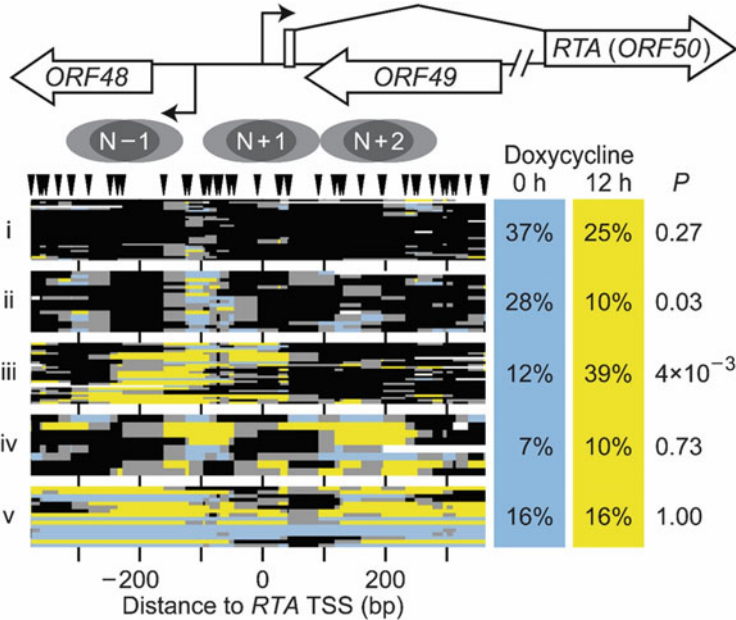 ORF48 ORF49 RTA (ORF50)
N−1 N+1 N+2
Doxycycline
0 h 12 h P
i 37% 25% 0.27
ii 28% 10% 0.03
iii 12% 39% 4×10⁻³
iv 7% 10% 0.73
v 16% 16% 1.00
−200 0 200
Distance to RTA TSS (bp)